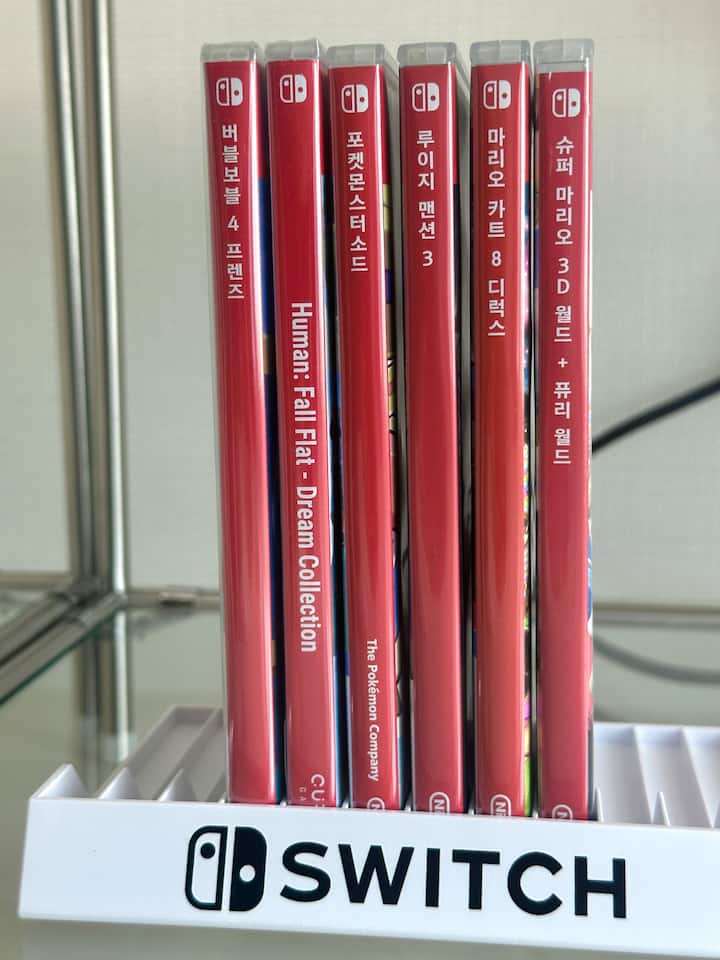 버블보블 4 프렌즈
Human: Fall Flat - Dream Collection
포켓몬스터소드
The Pokémon Company
루이지 맨션 3
마리오 카트 8 디럭스
슈퍼 마리오 3D 월드 + 퓨리 월드
SWITCH